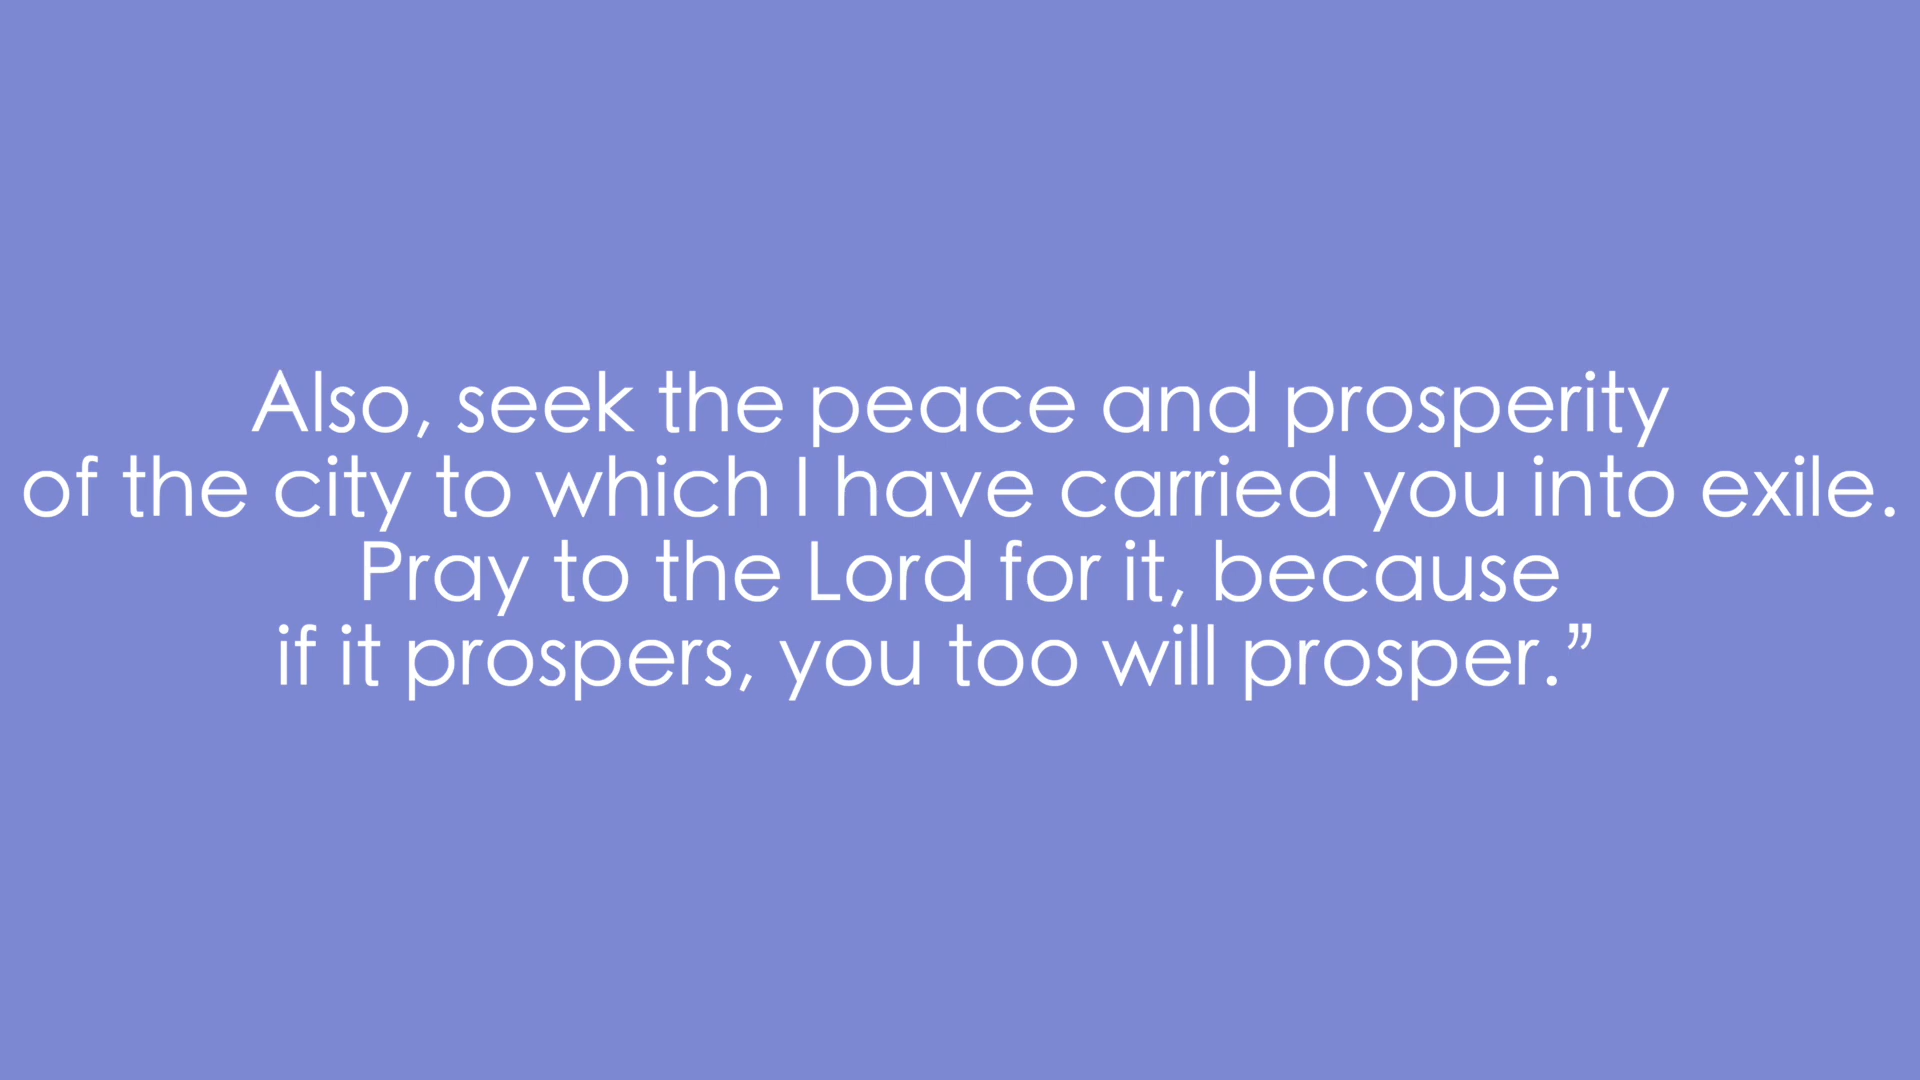 Also, seek the peace and prosperity
of the city to which I have carried you into exile.
Pray to the Lord for it, because
if it prospers, you too will prosper.”